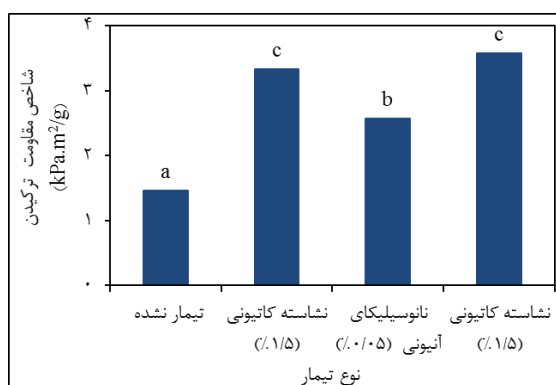 شاخص مقاومت ترکیدن
(kPa.m²/g)
۴
۳
۲
۱
۰
a
c
b
c
تیمار نشده
نشاسته کاتیونی
(٪۱/۵)
نانوسیلیکای
آنیونی (٪۰/۰۵)
نشاسته کاتیونی
(٪۱/۵)
نوع تیمار